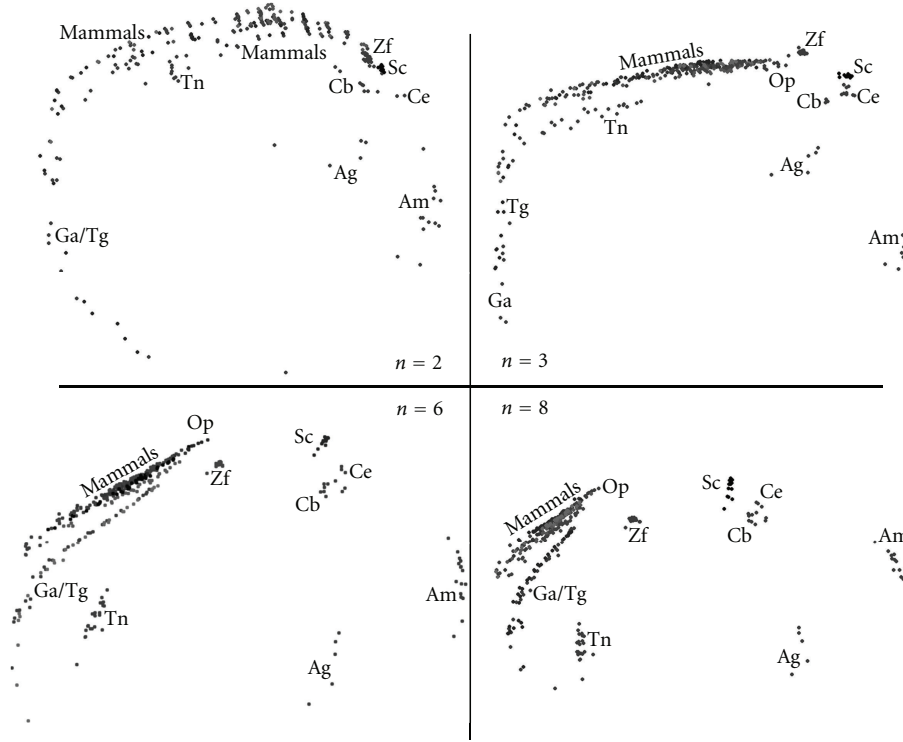 Mammals
Mammals
Tn
Zf
Sc
Cb
Ce
Ag
Am
Ga/Tg
n = 2
Mammals
Zf
Op
Sc
Cb
Ce
Tn
Ag
Tg
Am
Ga
n = 3
n = 6
Op
Mammals
Zf
Sc
Ce
Cb
Ga/Tg
Tn
Am
Ag
n = 8
Mammals
Op
Zf
Sc
Ce
Cb
Am
Ga/Tg
Tn
Ag